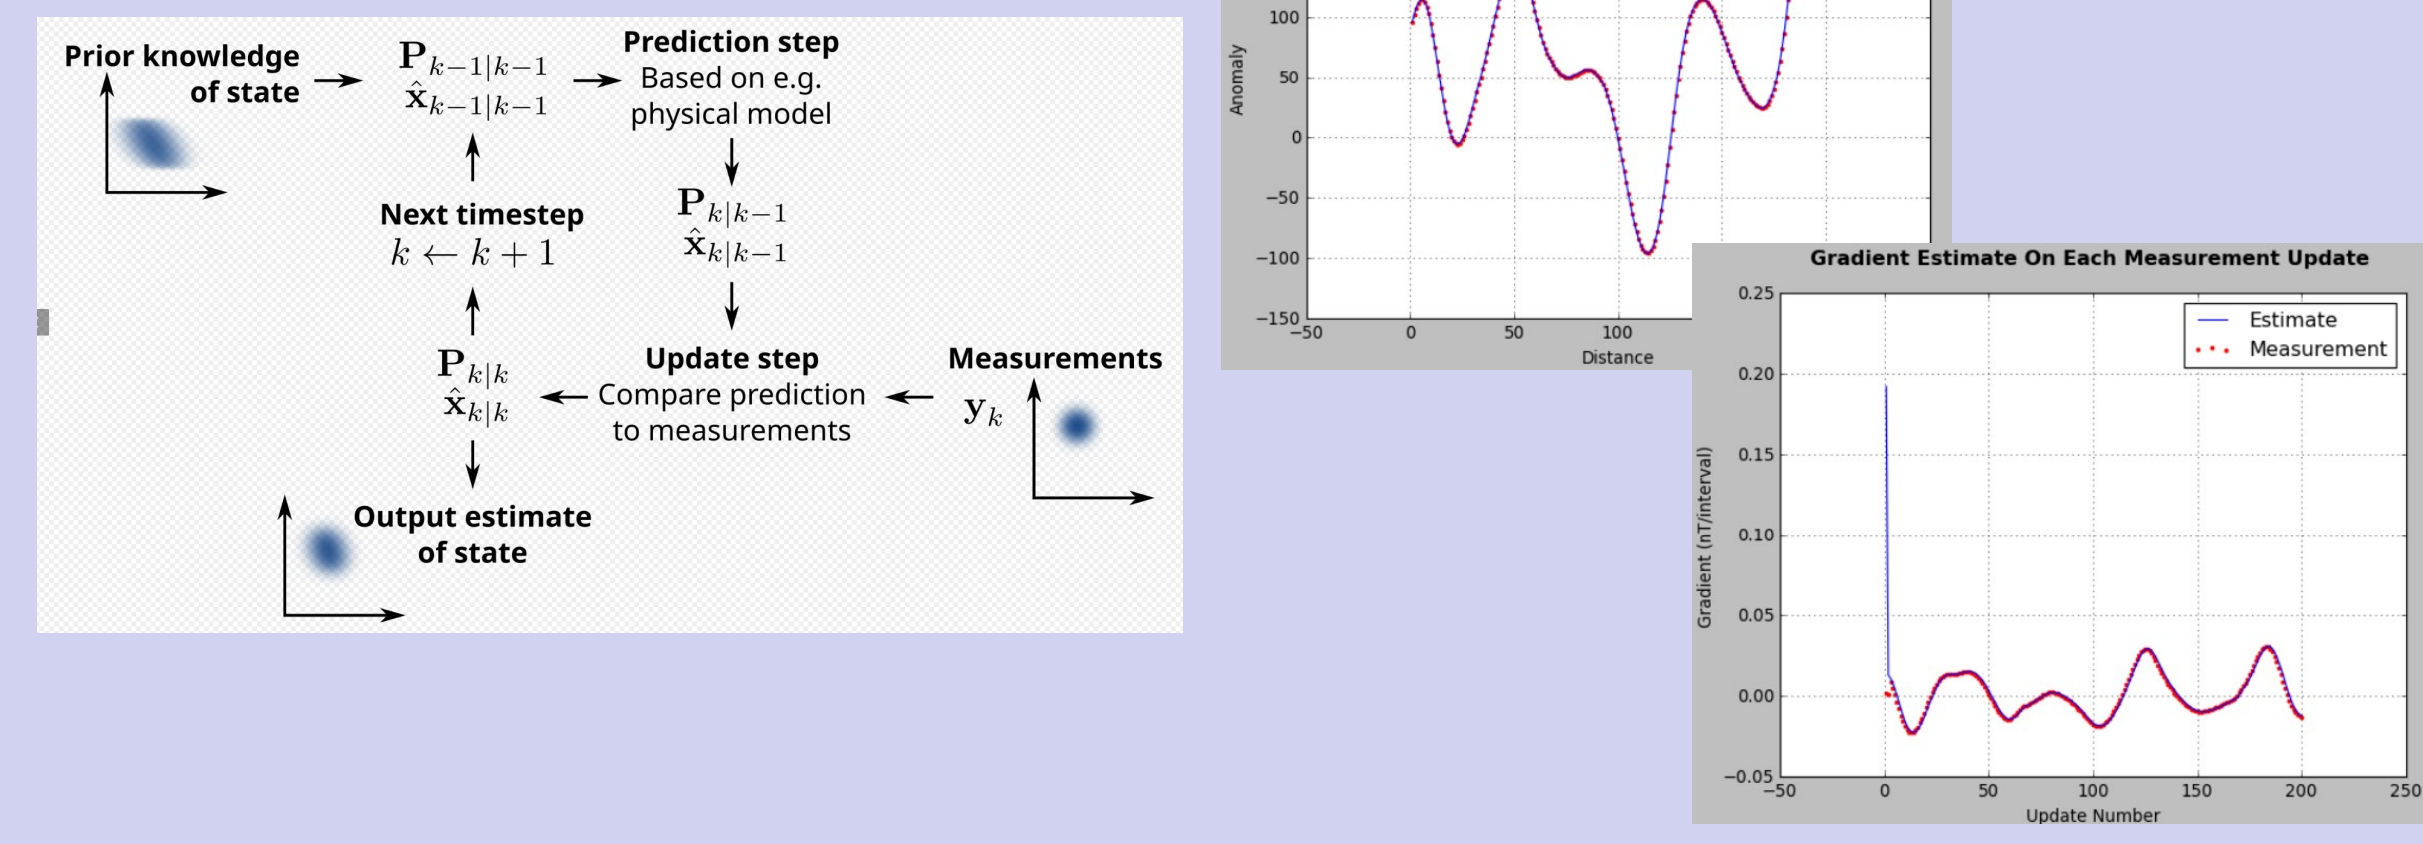 Prior knowledge
of state
P_{k−1|k−1}
x̂_{k−1|k−1}
Prediction step
Based on e.g.
physical model
P_{k|k−1}
x̂_{k|k−1}
Next timestep
k ← k + 1
P_{k|k}
x̂_{k|k}
Update step
Compare prediction
to measurements
Measurements
y_k
Output estimate
of state
Anomaly
100
50
0
−50
−100
−150
−50 0 50 100
Distance
Gradient Estimate On Each Measurement Update
Estimate
Measurement
Gradient (nT/interval)
0.25
0.20
0.15
0.10
0.05
0.00
−0.05
−50 0 50 100 150 200 250
Update Number